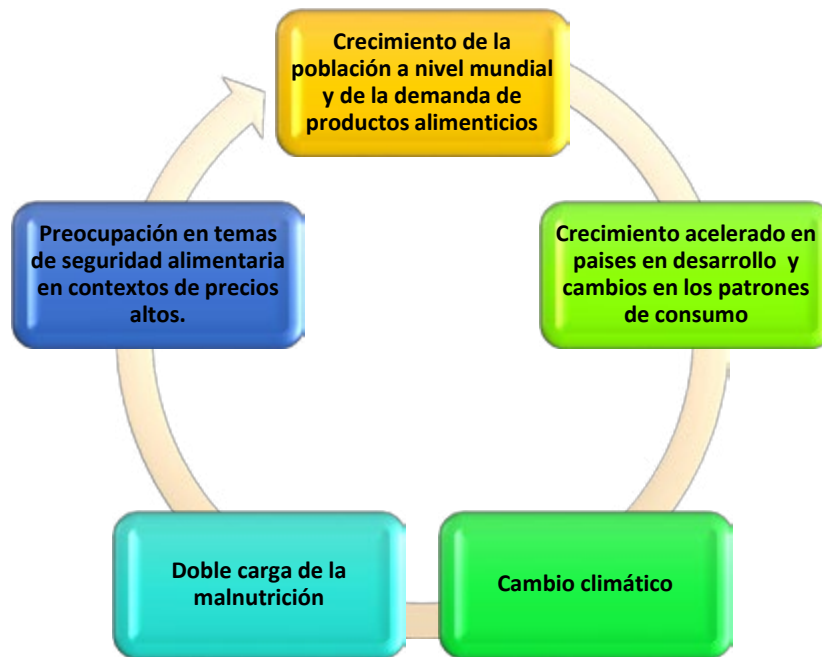 Crecimiento de la
población a nivel mundial
y de la demanda de
productos alimenticios
Crecimiento acelerado en
paises en desarrollo y
cambios en los patrones
de consumo
Cambio climático
Doble carga de la
malnutrición
Preocupación en temas
de seguridad alimentaria
en contextos de precios
altos.